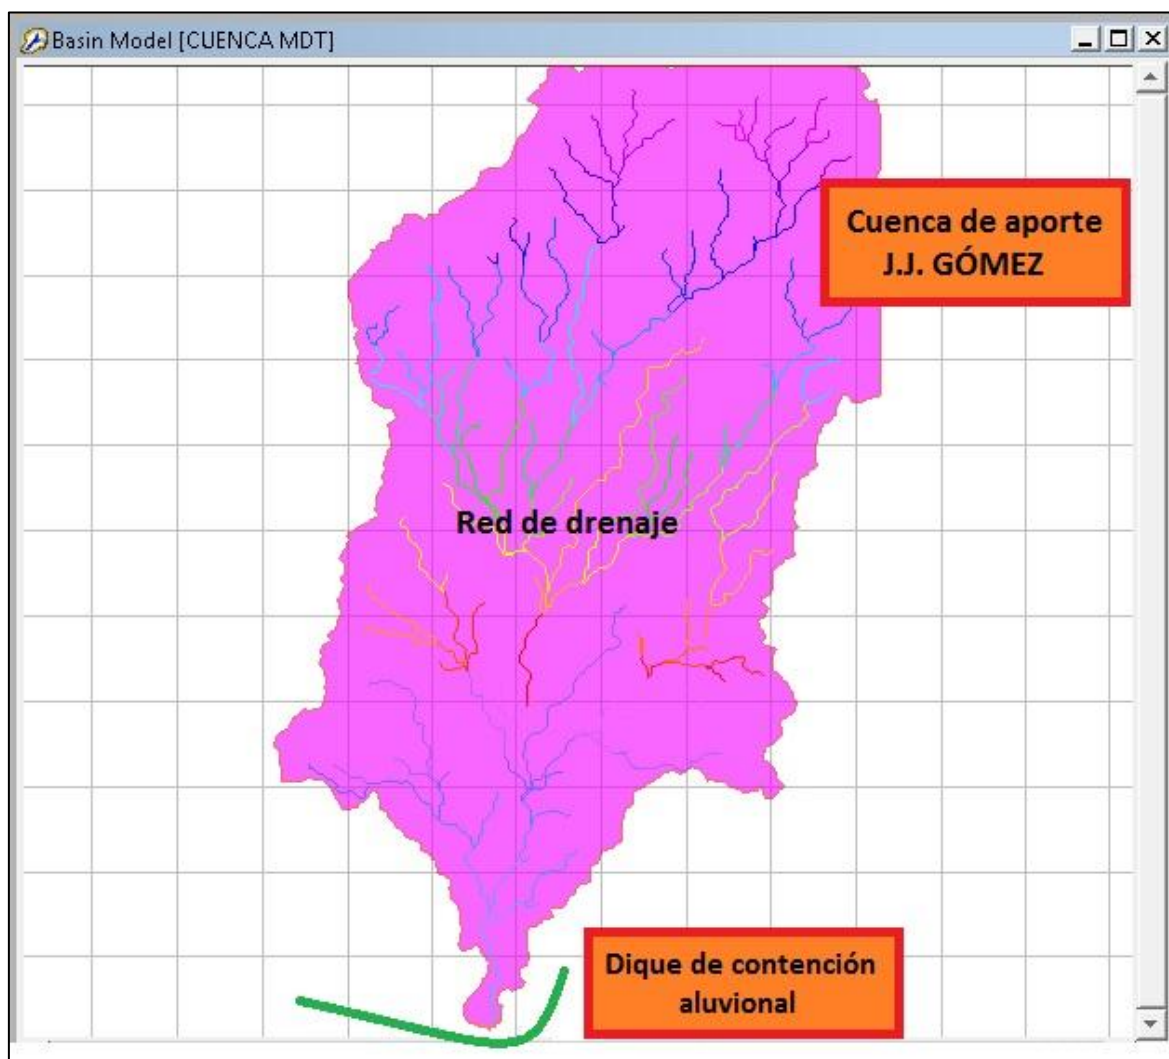 Basin Model [CUENCA MDT]
Cuenca de aporte
J.J. GÓMEZ
Red de drenaje
Dique de contención
aluvional